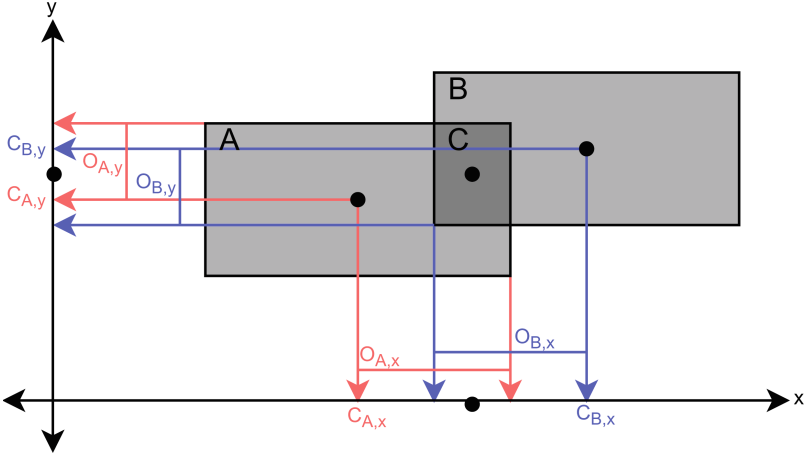 y
B
A
C
C_B,y
O_A,y
O_B,y
C_A,y
O_B,x
O_A,x
x
C_A,x
C_B,x